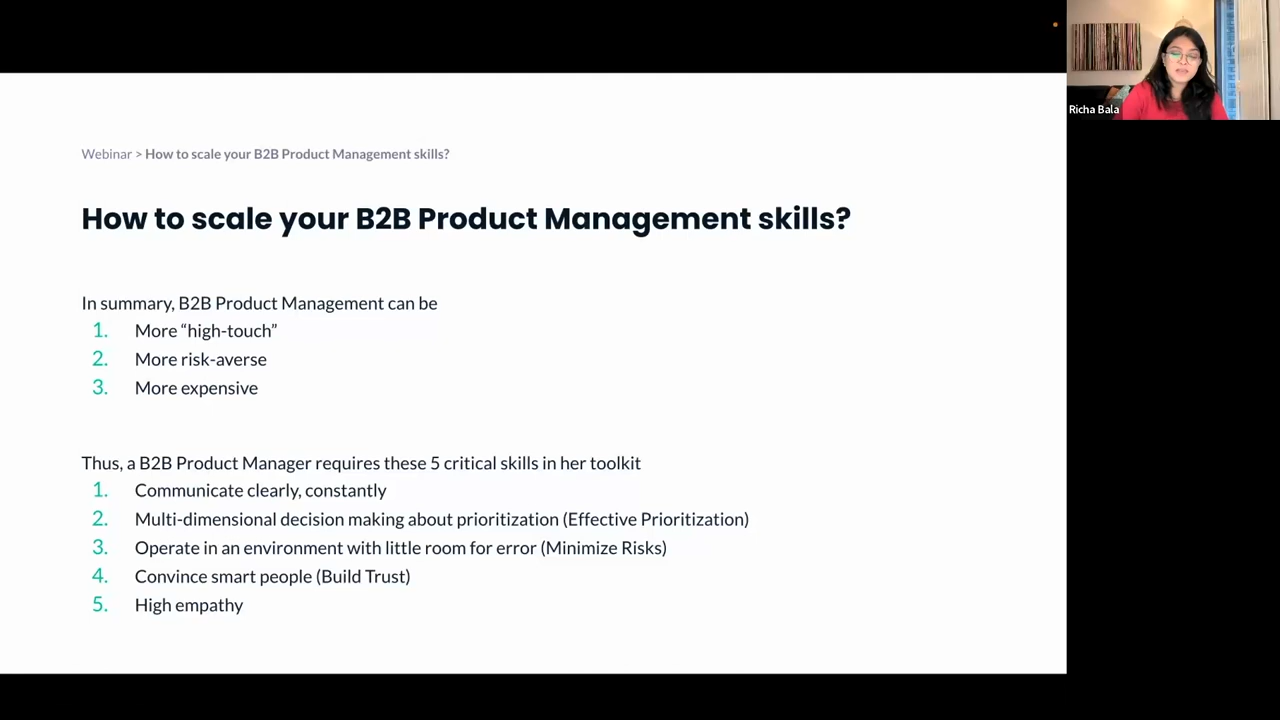 Webinar > How to scale your B2B Product Management skills?
How to scale your B2B Product Management skills?
In summary, B2B Product Management can be
1. More “high-touch”
2. More risk-averse
3. More expensive
Thus, a B2B Product Manager requires these 5 critical skills in her toolkit
1. Communicate clearly, constantly
2. Multi-dimensional decision making about prioritization (Effective Prioritization)
3. Operate in an environment with little room for error (Minimize Risks)
4. Convince smart people (Build Trust)
5. High empathy
Richa Bala